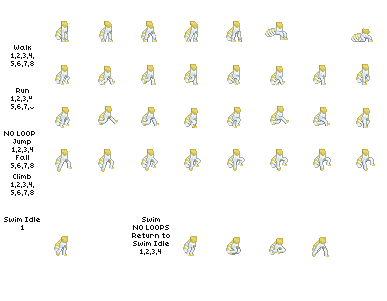 Walk
1,2,3,4,
5,6,7,8
Run
1,2,3,4
5,6,7,8
NO LOOP
Jump
1,2,3,4
Fall
5,6,7,8
Climb
1,2,3,4,
5,6,7,8
Swim Idle
1
Swim
NO LOOPS
Return to
Swim Idle
1,2,3,4